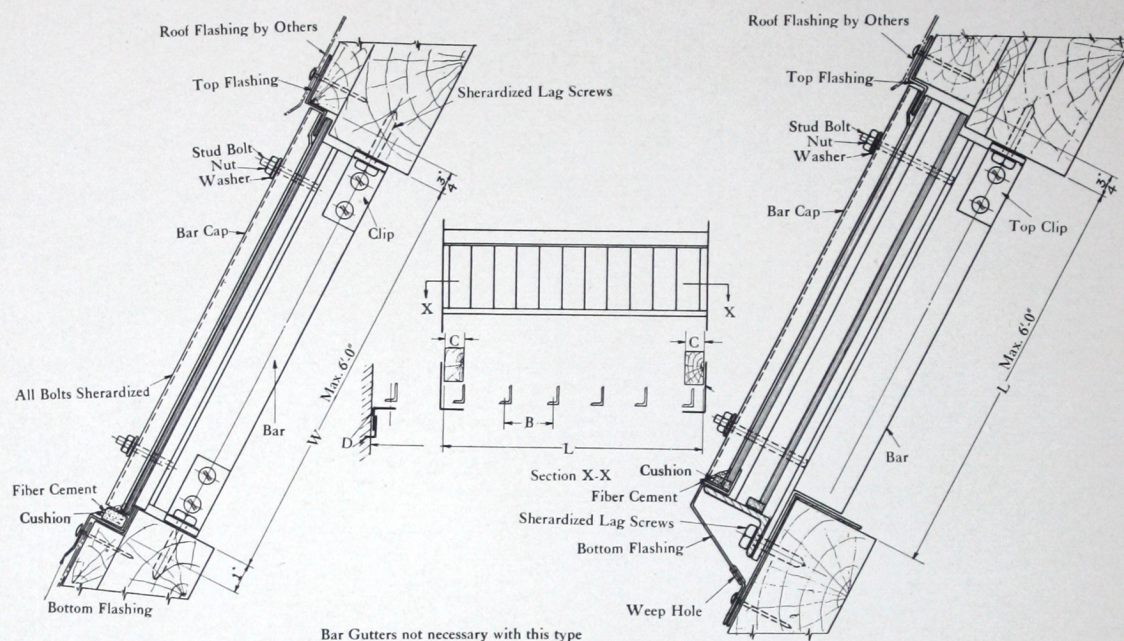 Roof Flashing by Others
Top Flashing
Sherardized Lag Screws
Stud Bolt
Nut
Washer
3"
4
Bar Cap
Clip
Max. 6'.0"
W
All Bolts Sherardized
Bar
Fiber Cement
Cushion
1"
Bottom Flashing
X
X
C
C
B
D
L
Section X-X
Roof Flashing by Others
Top Flashing
Stud Bolt
Nut
Washer
3"
4
Bar Cap
Top Clip
Max. 6'.0"
L
Bar
Cushion
Fiber Cement
Sherardized Lag Screws
Bottom Flashing
Weep Hole
Bar Gutters not necessary with this type